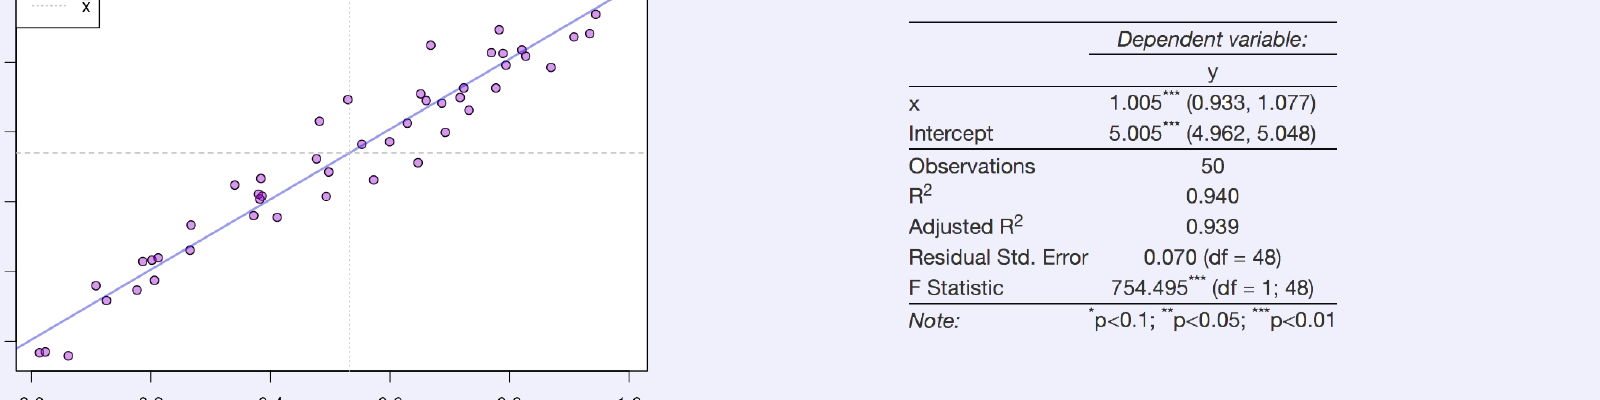 x
Dependent variable:
y
x 1.005*** (0.933, 1.077)
Intercept 5.005*** (4.962, 5.048)
Observations 50
R² 0.940
Adjusted R² 0.939
Residual Std. Error 0.070 (df = 48)
F Statistic 754.495*** (df = 1; 48)
Note: *p<0.1; **p<0.05; ***p<0.01